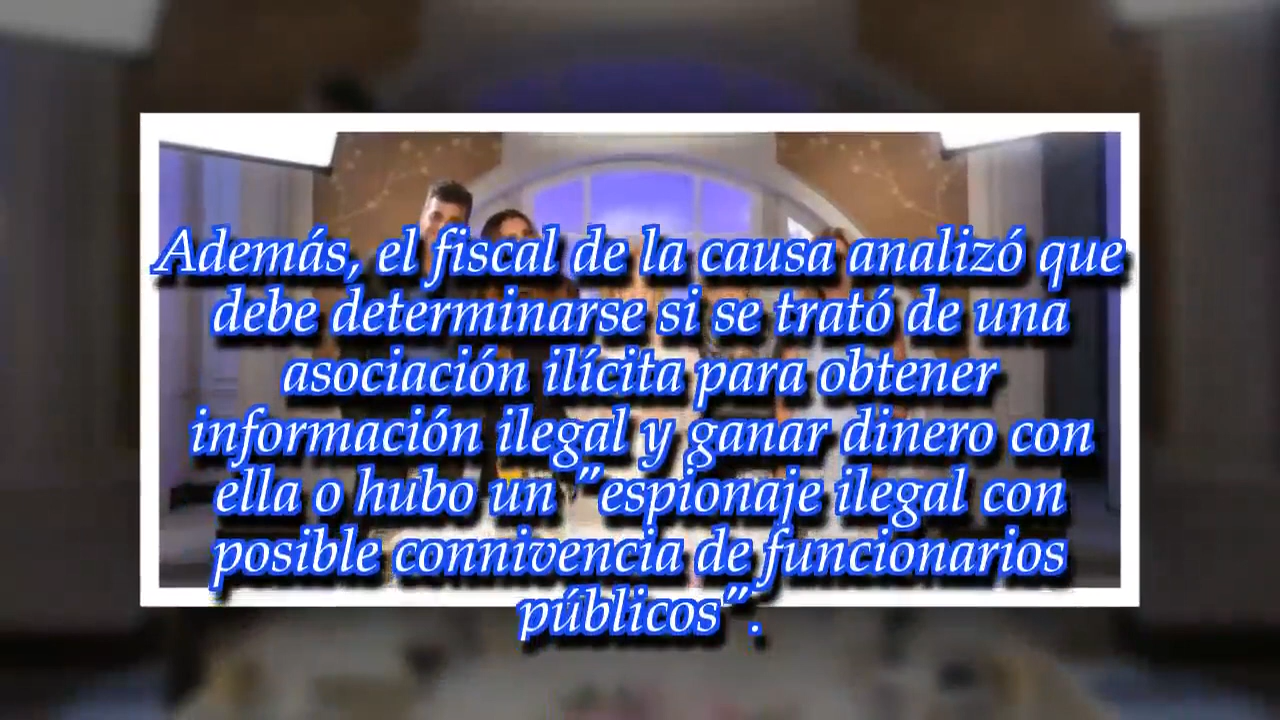 Además, el fiscal de la causa analizó que
debe determinarse si se trató de una
asociación ilícita para obtener
información ilegal y ganar dinero con
ella o hubo un "espionaje ilegal con
posible connivencia de funcionarios
públicos".